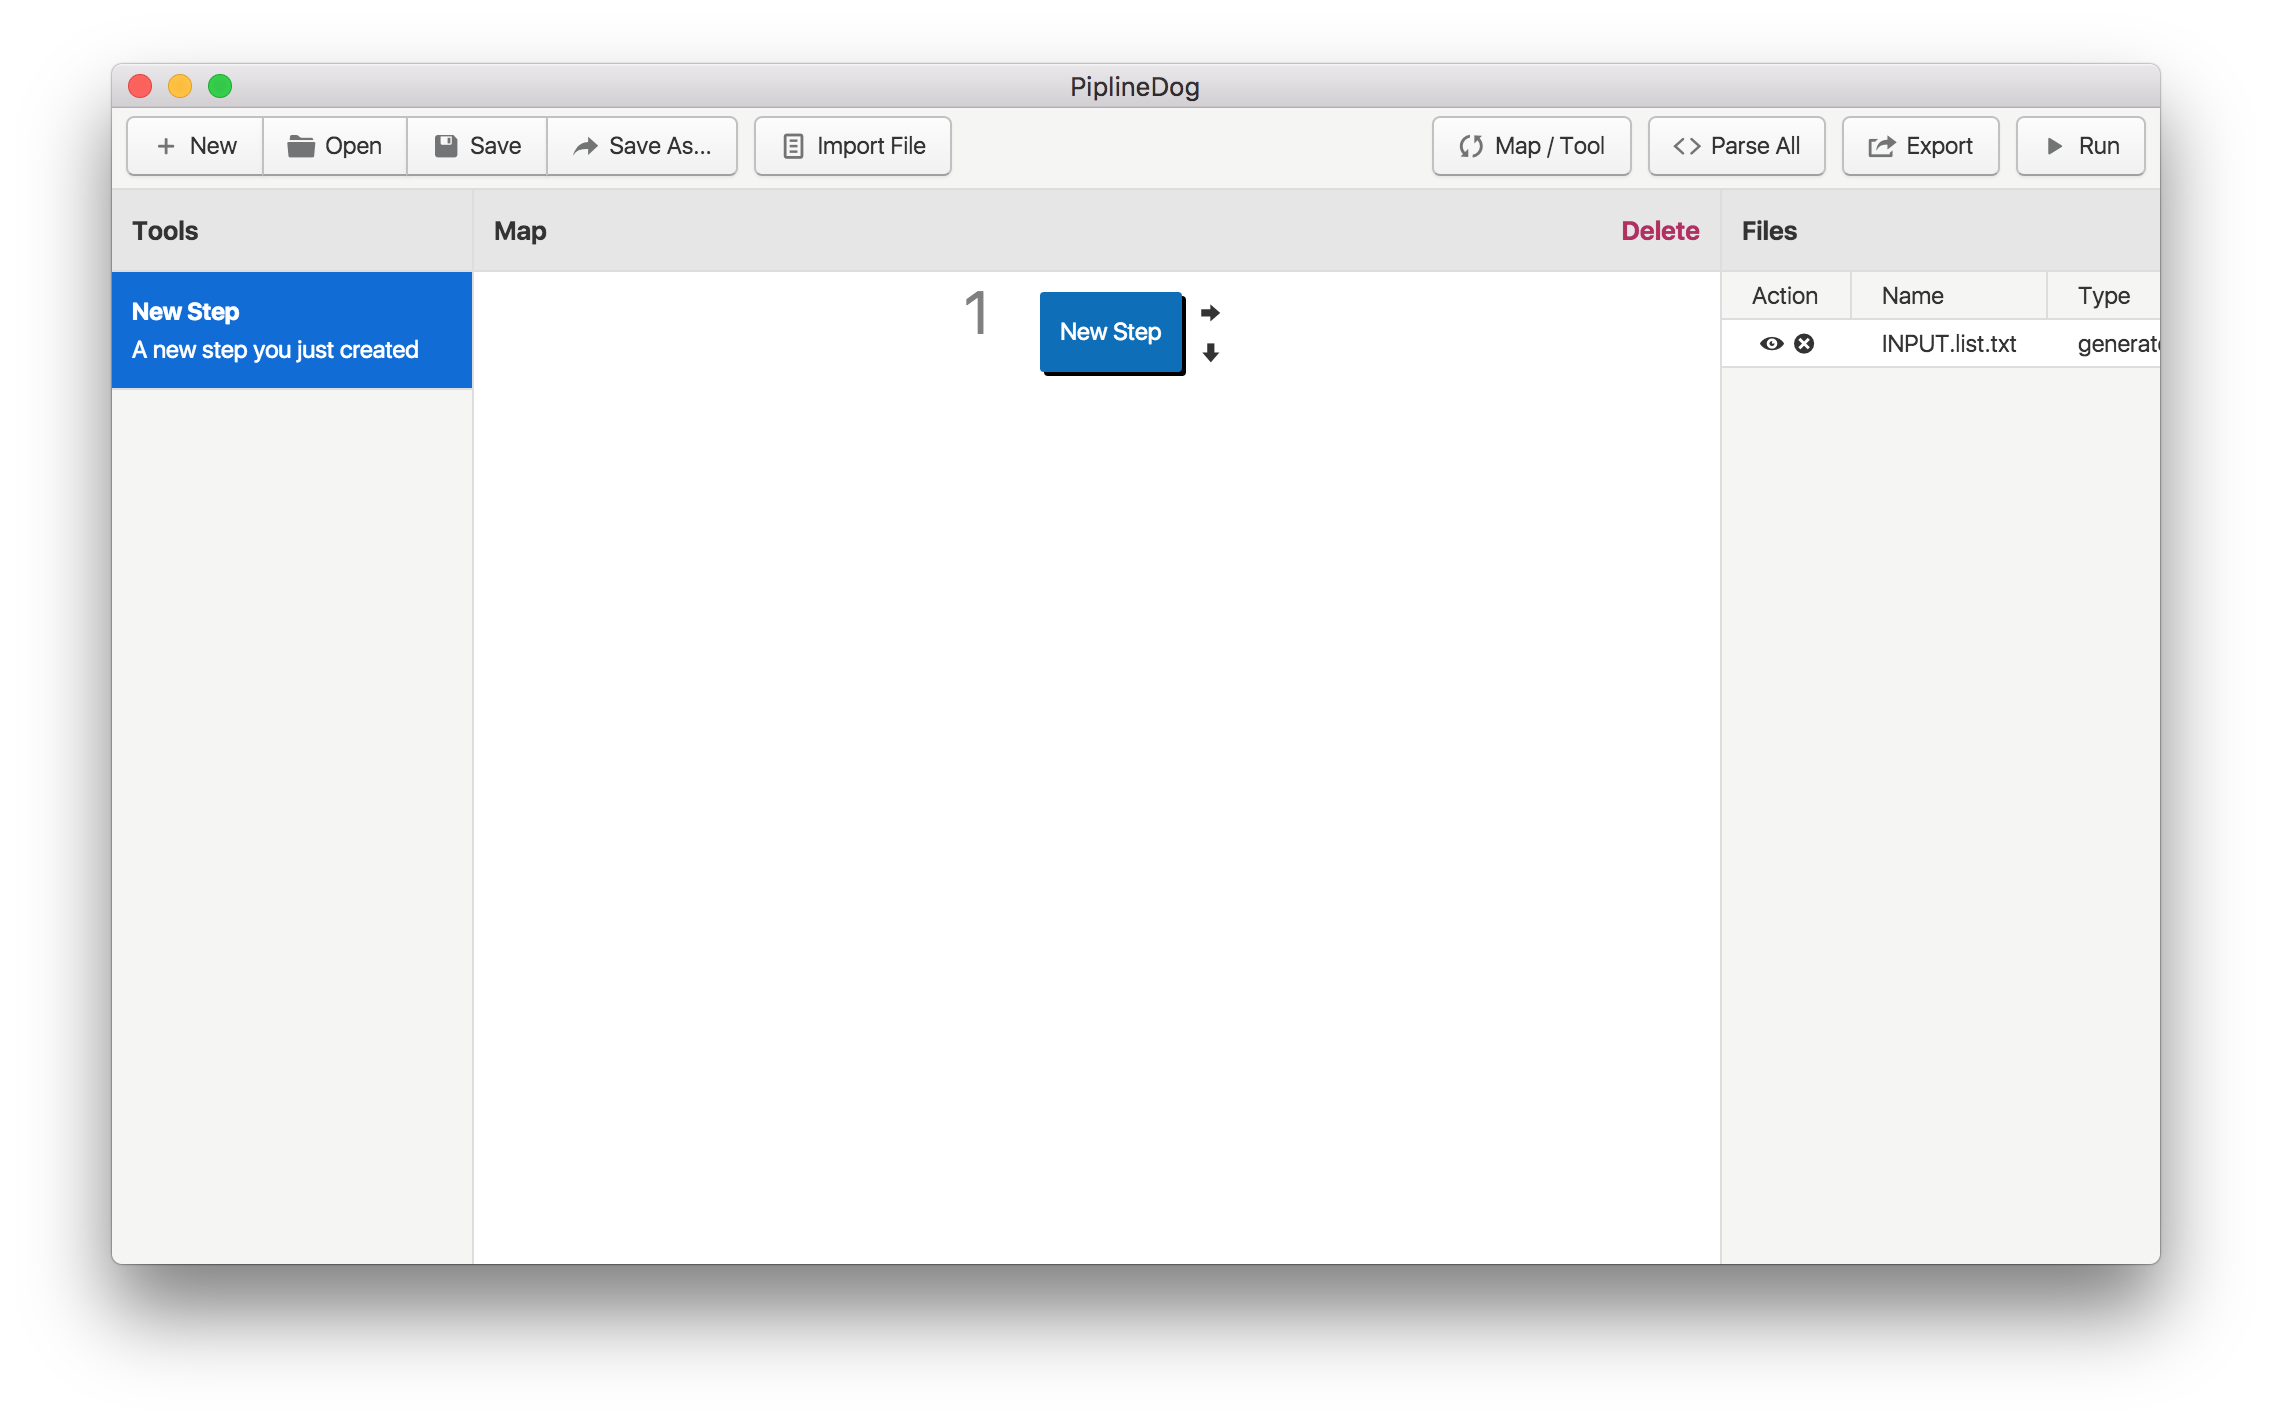 PiplineDog
New Open Save Save As... Import File Map / Tool Parse All Export Run
Tools Map Delete Files
New Step
A new step you just created
1 New Step
Action Name Type
INPUT.list.txt generat